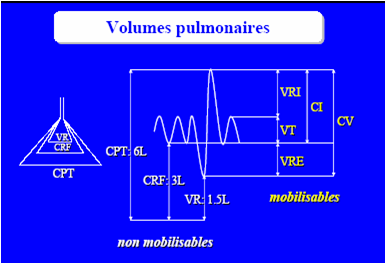 Volumes pulmonaires
VRI
CI
CV
VT
VRE
VR
CRF
CPT
CPT: 6L
CRF: 3L
VR: 1.5L
mobilisables
non mobilisables